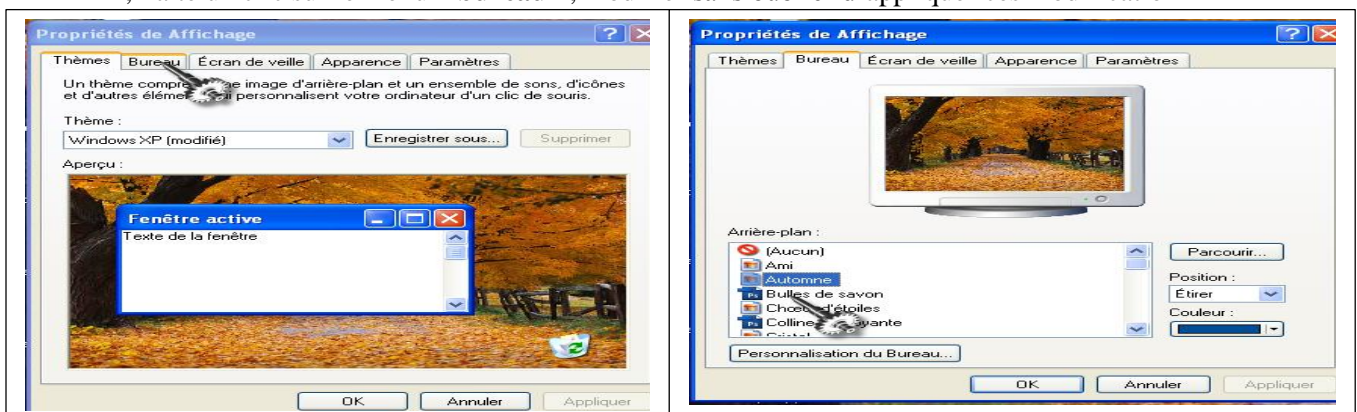 Propriétés de Affichage
Thèmes Bureau Écran de veille Apparence Paramètres
Un thème une image d'arrière-plan et un ensemble de sons, d'icônes
et d'autres personnalisent votre ordinateur d'un clic de souris.
Thème :
Windows XP (modifié) Enregistrer sous... Supprimer
Aperçu :
Fenêtre active
Texte de la fenêtre
OK Annuler Appliquer
Propriétés de Affichage
Thèmes Bureau Écran de veille Apparence Paramètres
Arrière-plan :
(Aucun)
Ami
Automne
Bulles de savon
d'étoiles
Parcourir...
Position :
Étirer
Couleur :
Personnalisation du Bureau...
OK Annuler Appliquer